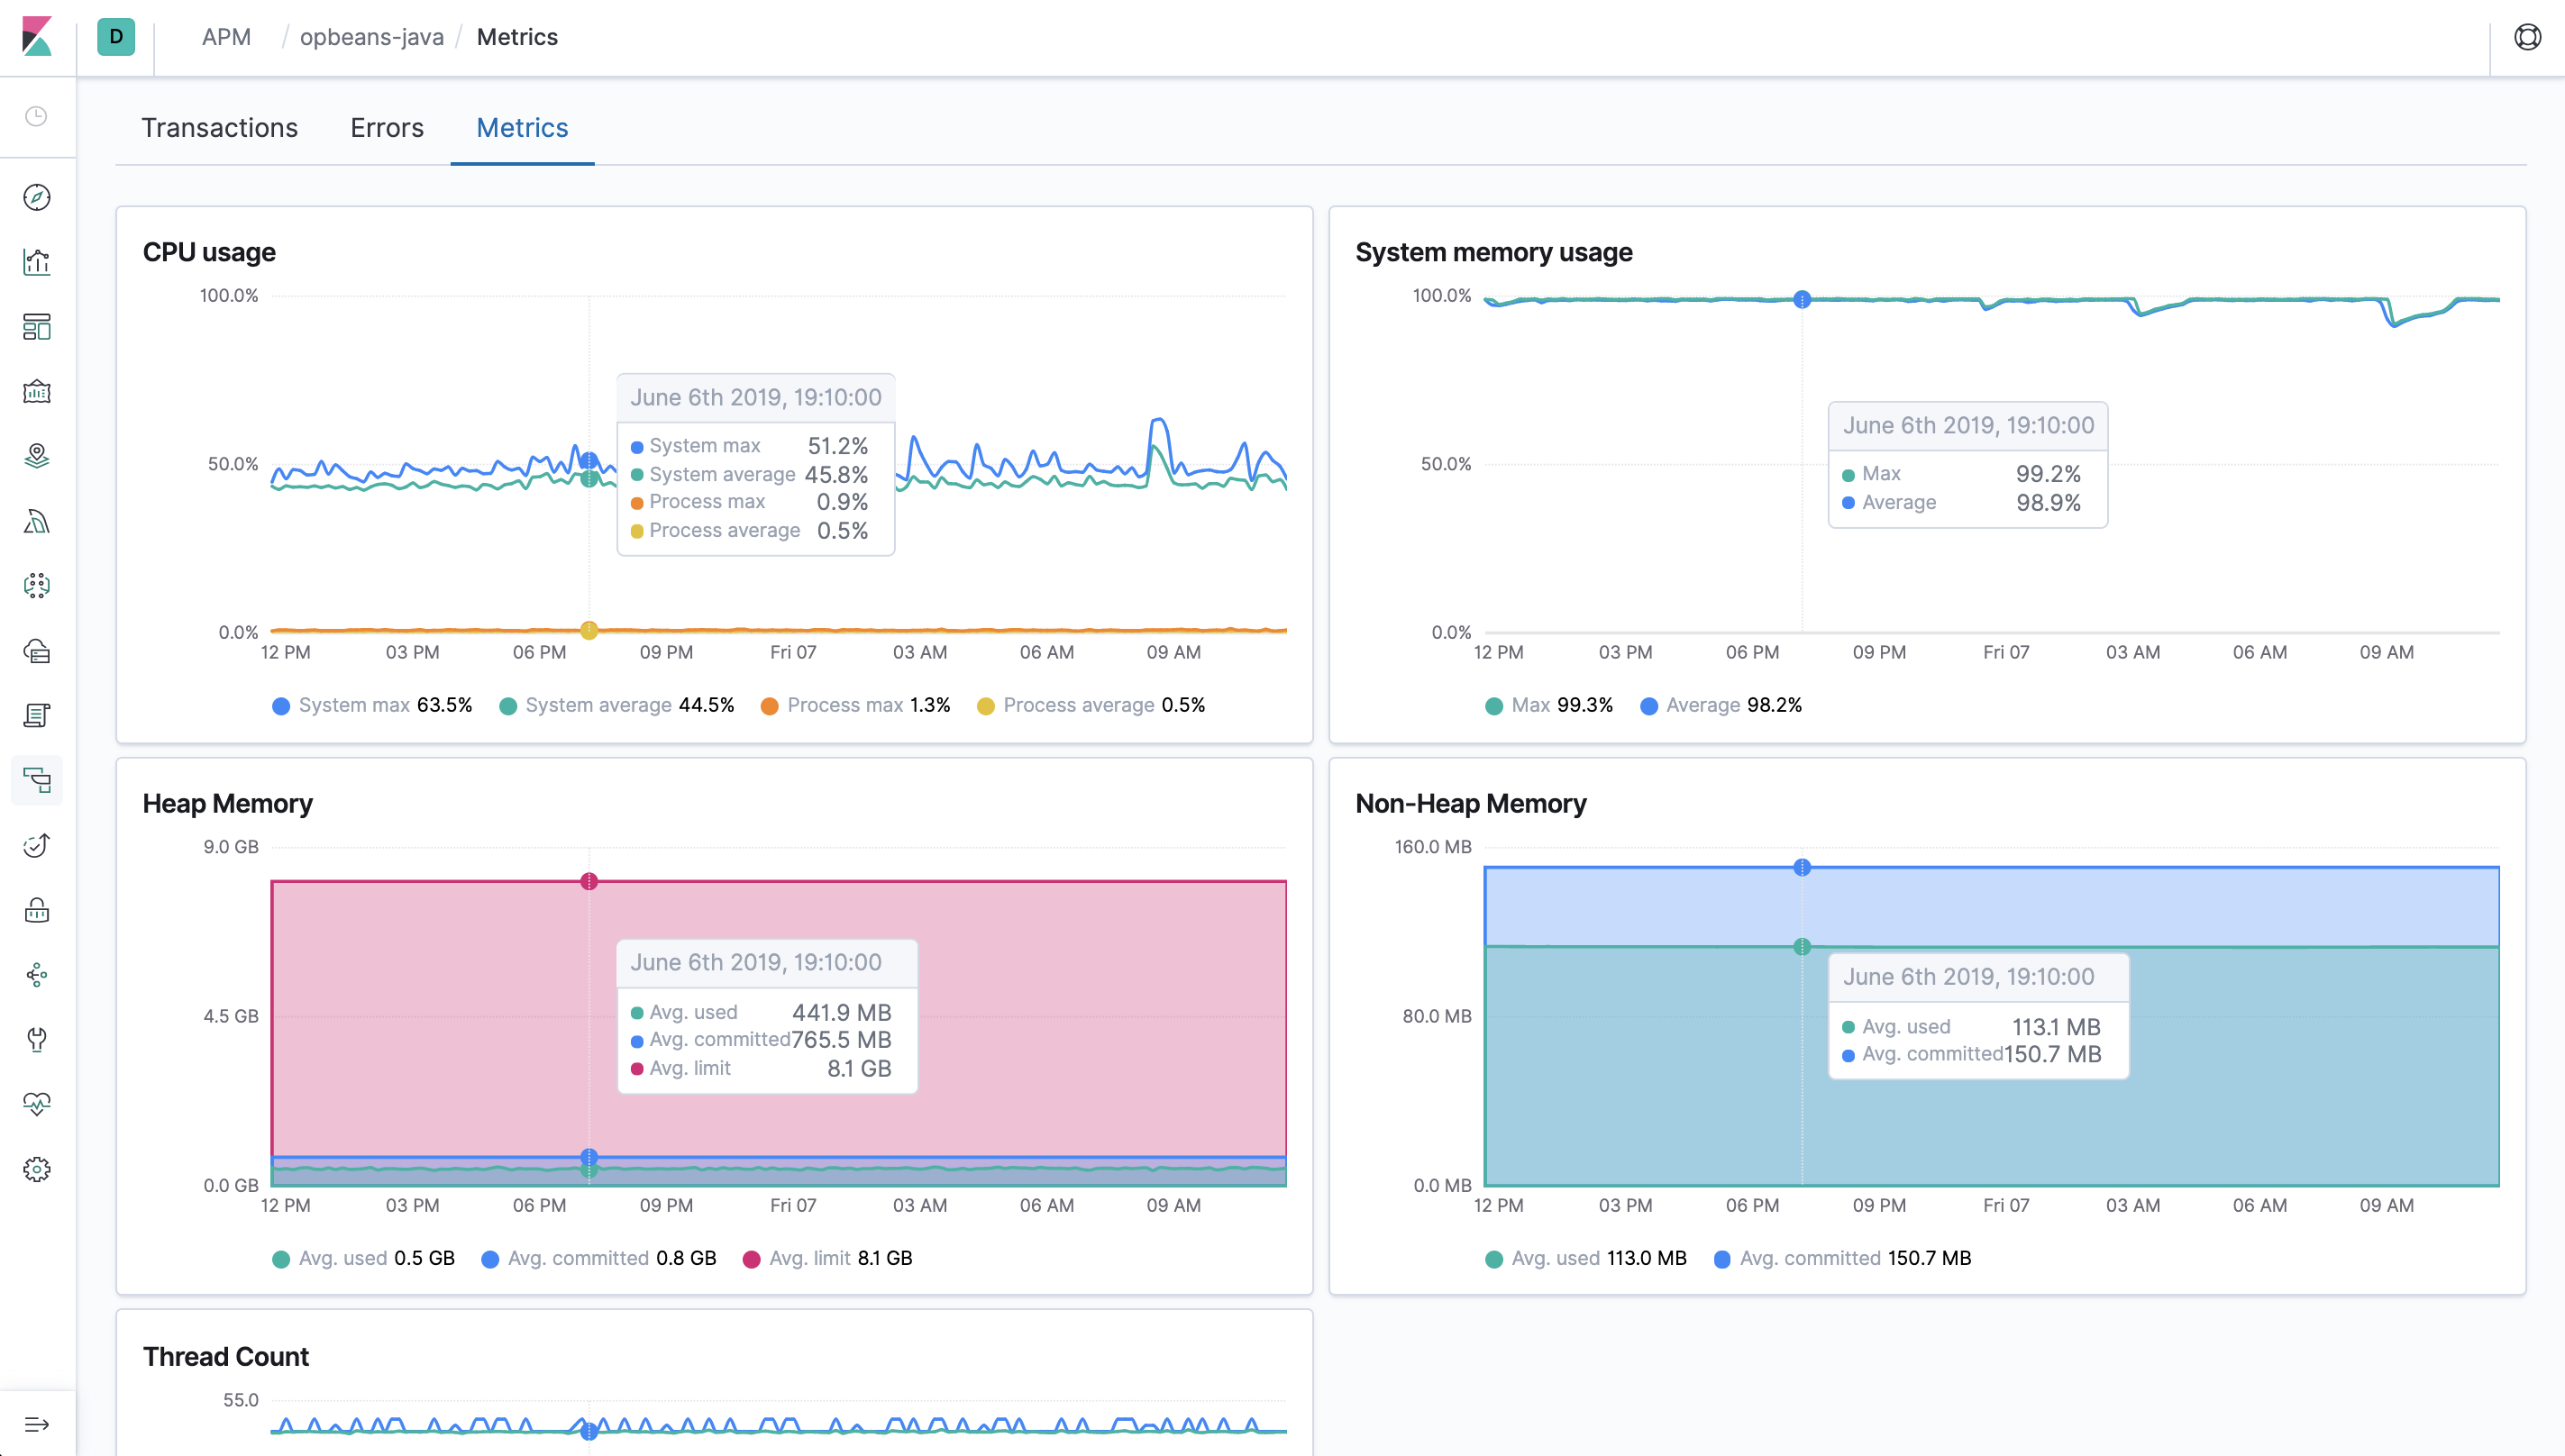 D APM / opbeans-java / Metrics
Transactions Errors Metrics
CPU usage
100.0%
50.0%
0.0%
June 6th 2019, 19:10:00
System max 51.2%
System average 45.8%
Process max 0.9%
Process average 0.5%
12 PM 03 PM 06 PM 09 PM Fri 07 03 AM 06 AM 09 AM
System max 63.5% System average 44.5% Process max 1.3% Process average 0.5%
System memory usage
100.0%
50.0%
0.0%
June 6th 2019, 19:10:00
Max 99.2%
Average 98.9%
12 PM 03 PM 06 PM 09 PM Fri 07 03 AM 06 AM 09 AM
Max 99.3% Average 98.2%
Heap Memory
9.0 GB
4.5 GB
0.0 GB
June 6th 2019, 19:10:00
Avg. used 441.9 MB
Avg. committed 765.5 MB
Avg. limit 8.1 GB
12 PM 03 PM 06 PM 09 PM Fri 07 03 AM 06 AM 09 AM
Avg. used 0.5 GB Avg. committed 0.8 GB Avg. limit 8.1 GB
Non-Heap Memory
160.0 MB
80.0 MB
0.0 MB
June 6th 2019, 19:10:00
Avg. used 113.1 MB
Avg. committed 150.7 MB
12 PM 03 PM 06 PM 09 PM Fri 07 03 AM 06 AM 09 AM
Avg. used 113.0 MB Avg. committed 150.7 MB
Thread Count
55.0